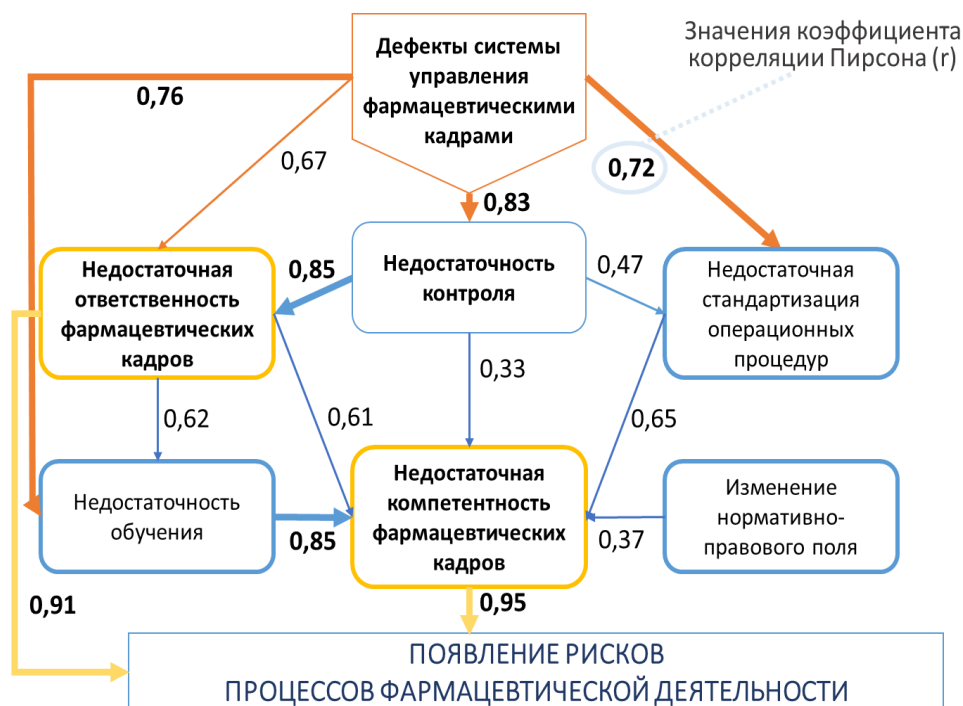 Дефекты системы
управления
фармацевтическими
кадрами
Значения коэффициента
корреляции Пирсона (r)
0,76
0,67
0,72
0,83
Недостаточная
ответственность
фармацевтических
кадров
0,85
Недостаточность
контроля
0,47
Недостаточная
стандартизация
операционных
процедур
0,62
0,61
0,33
0,65
Недостаточность
обучения
0,85
Недостаточная
компетентность
фармацевтических
кадров
0,37
Изменение
нормативно-
правового поля
0,91
0,95
ПОЯВЛЕНИЕ РИСКОВ
ПРОЦЕССОВ ФАРМАЦЕВТИЧЕСКОЙ ДЕЯТЕЛЬНОСТИ